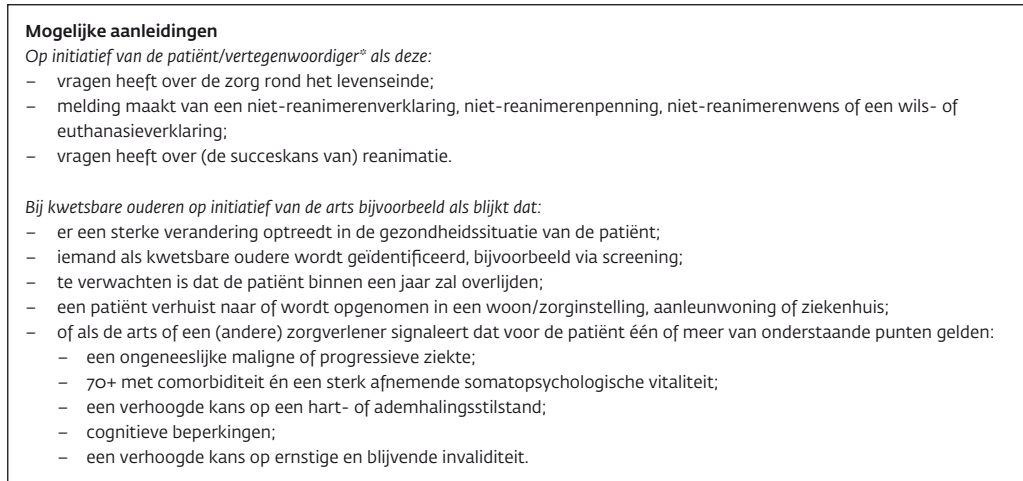 Mogelijke aanleidingen
Op initiatief van de patiënt/vertegenwoordiger* als deze:
– vragen heeft over de zorg rond het levenseinde;
– melding maakt van een niet-reanimerenverklaring, niet-reanimerenpenning, niet-reanimerenwens of een wils- of
euthanasieverklaring;
– vragen heeft over (de succeskans van) reanimatie.
Bij kwetsbare ouderen op initiatief van de arts bijvoorbeeld als blijkt dat:
– er een sterke verandering optreedt in de gezondheidssituatie van de patiënt;
– iemand als kwetsbare oudere wordt geïdentificeerd, bijvoorbeeld via screening;
– te verwachten is dat de patiënt binnen een jaar zal overlijden;
– een patiënt verhuist naar of wordt opgenomen in een woon/zorginstelling, aanleunwoning of ziekenhuis;
– of als de arts of een (andere) zorgverlener signaleert dat voor de patiënt één of meer van onderstaande punten gelden:
– een ongeneeslijke maligne of progressieve ziekte;
– 70+ met comorbiditeit én een sterk afnemende somatopsychologische vitaliteit;
– een verhoogde kans op een hart- of ademhalingsstilstand;
– cognitieve beperkingen;
– een verhoogde kans op ernstige en blijvende invaliditeit.